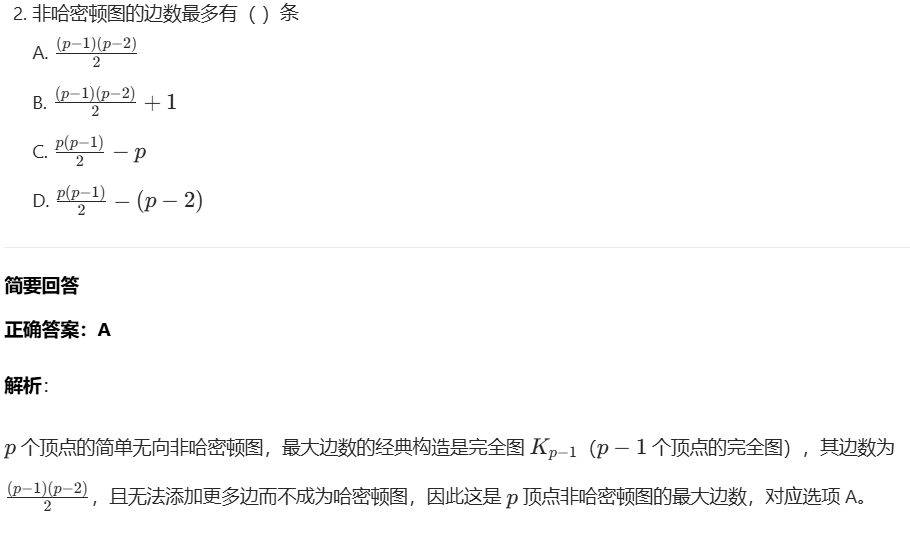 2. 非哈密顿图的边数最多有（ ）条
A. \frac{(p-1)(p-2)}{2}
B. \frac{(p-1)(p-2)}{2} + 1
C. \frac{p(p-1)}{2} - p
D. \frac{p(p-1)}{2} - (p-2)
简要回答
正确答案：A
解析：
p 个顶点的简单无向非哈密顿图，最大边数的经典构造是完全图 K_{p-1}（p-1 个顶点的完全图），其边数为
\frac{(p-1)(p-2)}{2}，且无法添加更多边而不成为哈密顿图，因此这是 p 顶点非哈密顿图的最大边数，对应选项 A。